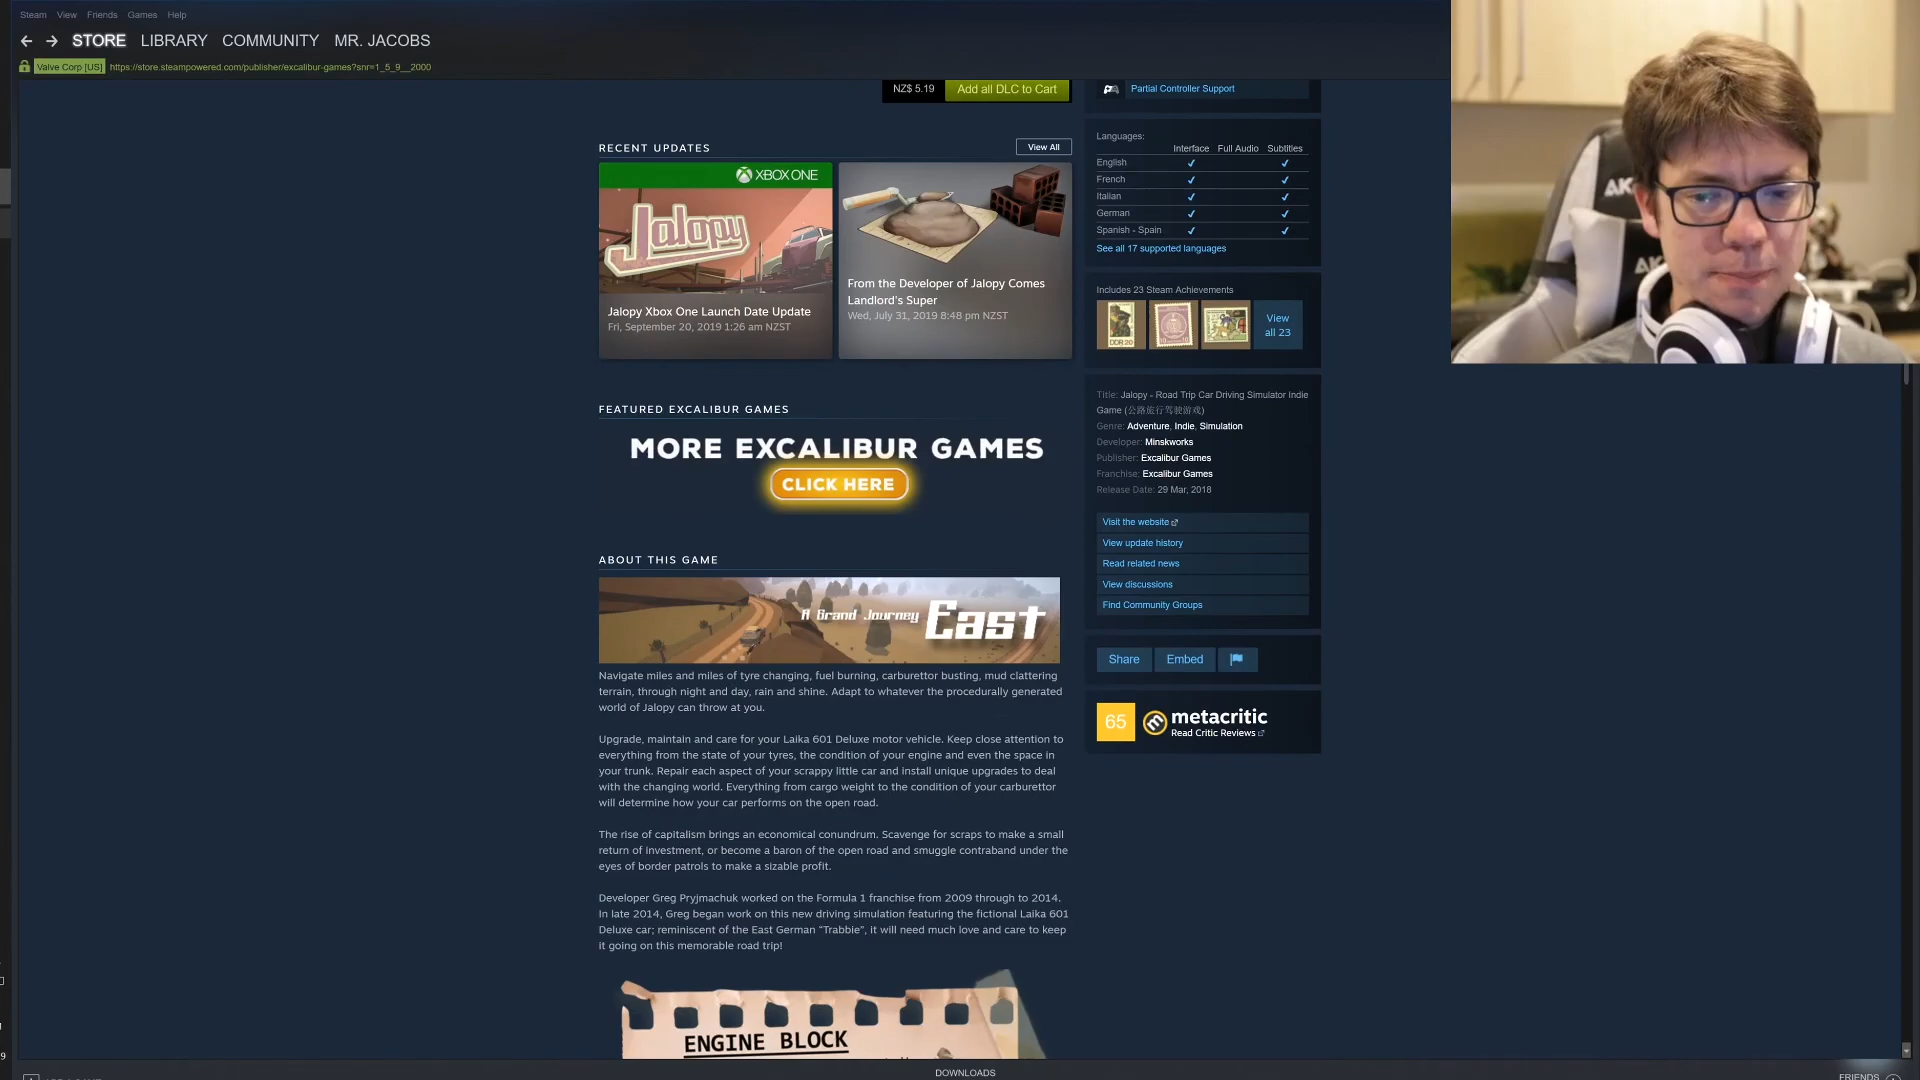 Steam View Friends Games Help
STORE LIBRARY COMMUNITY MR. JACOBS
Valve Corp [US] https://store.steampowered.com/publisher/excalibur-games?snr=1_5_9__2000
NZ$ 5.19 Add all DLC to Cart
RECENT UPDATES View All
XBOX ONE
Jalopy
Jalopy Xbox One Launch Date Update
Fri, September 20, 2019 1:26 am NZST
From the Developer of Jalopy Comes
Landlord's Super
Wed, July 31, 2019 8:48 pm NZST
FEATURED EXCALIBUR GAMES
MORE EXCALIBUR GAMES
CLICK HERE
ABOUT THIS GAME
A Grand Journey East
Navigate miles and miles of tyre changing, fuel burning, carburettor busting, mud clattering
terrain, through night and day, rain and shine. Adapt to whatever the procedurally generated
world of Jalopy can throw at you.
Upgrade, maintain and care for your Laika 601 Deluxe motor vehicle. Keep close attention to
everything from the state of your tyres, the condition of your engine and even the space in
your trunk. Repair each aspect of your scrappy little car and install unique upgrades to deal
with the changing world. Everything from cargo weight to the condition of your carburettor
will determine how your car performs on the open road.
The rise of capitalism brings an economical conundrum. Scavenge for scraps to make a small
return of investment, or become a baron of the open road and smuggle contraband under the
eyes of border patrols to make a sizable profit.
Developer Greg Pryjmachuk worked on the Formula 1 franchise from 2009 through to 2014.
In late 2014, Greg began work on this new driving simulation featuring the fictional Laika 601
Deluxe car; reminiscent of the East German "Trabbie", it will need much love and care to keep
it going on this memorable road trip!
ENGINE BLOCK
Partial Controller Support
Languages:
Interface Full Audio Subtitles
English ✔ ✔
French ✔ ✔
Italian ✔ ✔
German ✔ ✔
Spanish - Spain ✔ ✔
See all 17 supported languages
Includes 23 Steam Achievements
DDR 20
View
all 23
Title: Jalopy - Road Trip Car Driving Simulator Indie
Game (公路旅行驾驶游戏)
Genre: Adventure, Indie, Simulation
Developer: Minskworks
Publisher: Excalibur Games
Franchise: Excalibur Games
Release Date: 29 Mar, 2018
Visit the website
View update history
Read related news
View discussions
Find Community Groups
Share Embed
65 metacritic
Read Critic Reviews
DOWNLOADS
FRIENDS